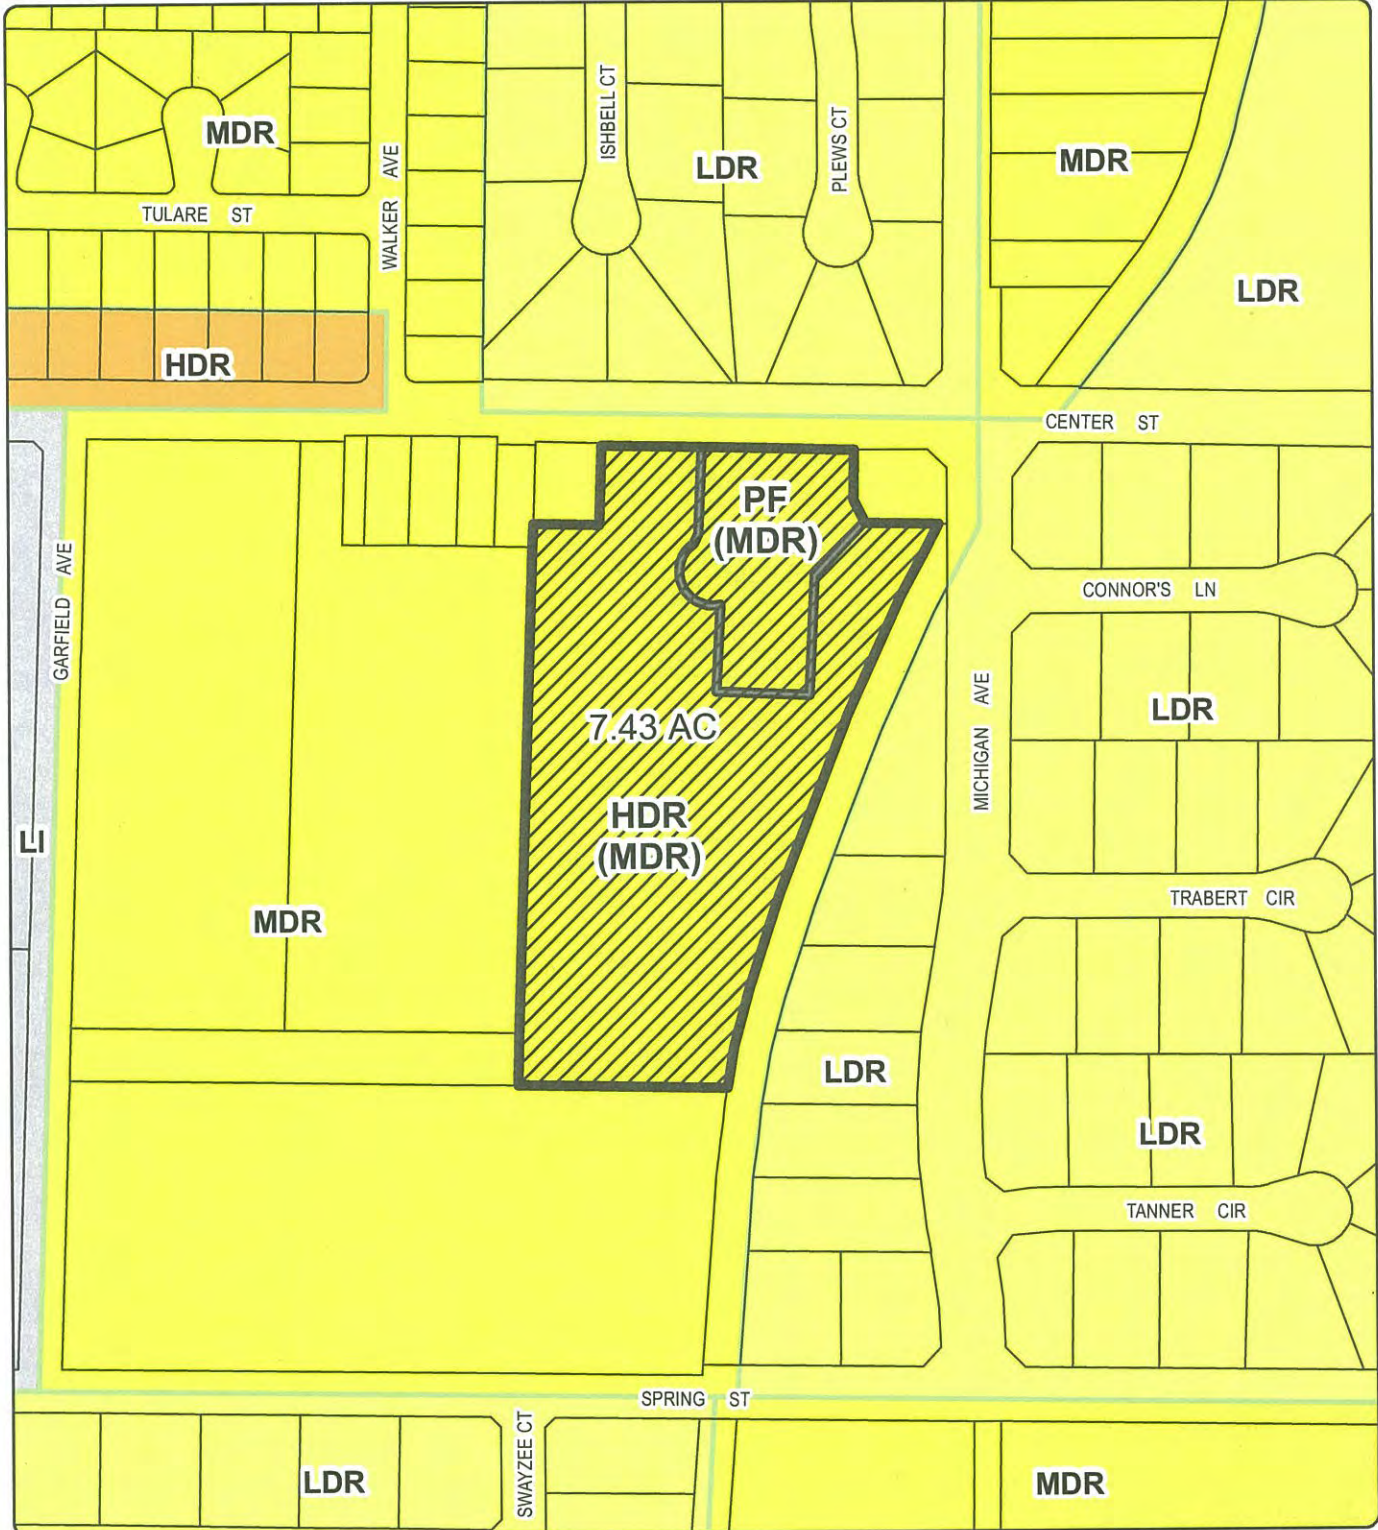 ISHBELL CT
PLEWS CT
MDR
LDR
MDR
WALKER AVE
TULARE ST
LDR
HDR
CENTER ST
PF
(MDR)
GARFIELD AVE
CONNOR'S LN
MICHIGAN AVE
LDR
7.43 AC
HDR
(MDR)
LI
MDR
TRABERT CIR
LDR
LDR
TANNER CIR
SPRING ST
SWAYZEE CT
LDR
MDR